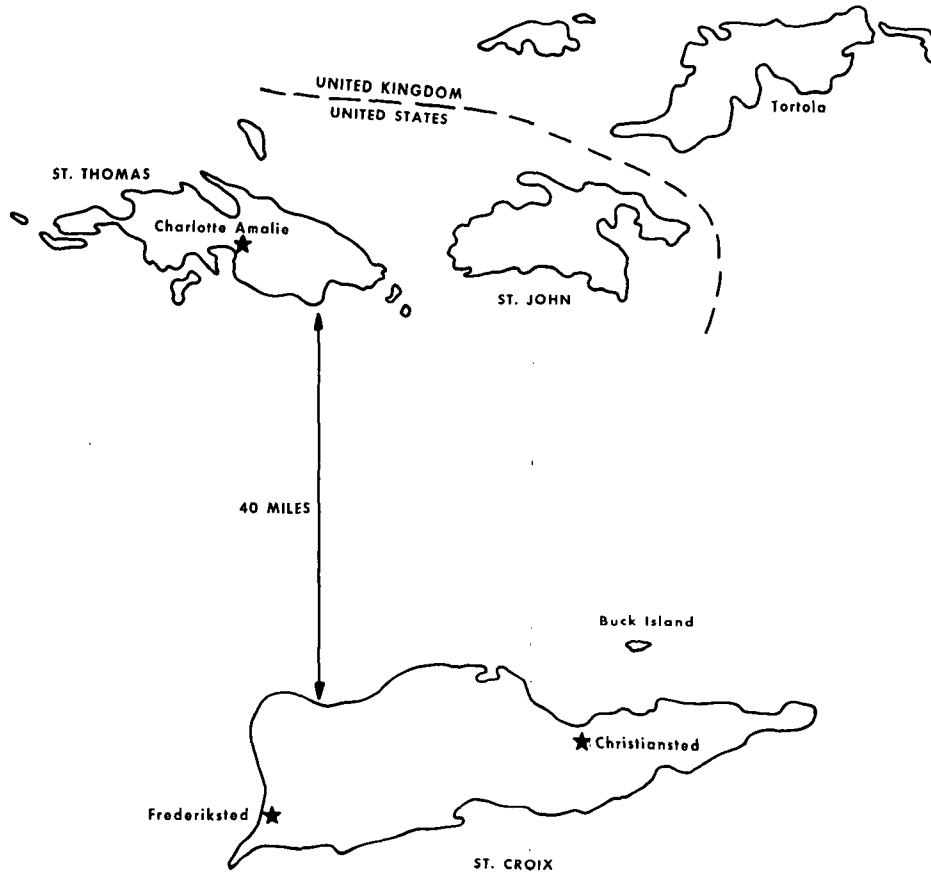 UNITED KINGDOM
UNITED STATES
Tortola
ST. THOMAS
Charlotte Amalie
ST. JOHN
40 MILES
Buck Island
Christiansted
Frederiksted
ST. CROIX